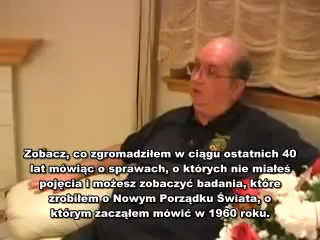 Zobacz, co zgromadziłem w ciągu ostatnich 40
lat mówiąc o sprawach, o których nie miałeś
pojęcia i możesz zobaczyć badania, które
zrobiłem o Nowym Porządku Świata, o
którym zacząłem mówić w 1960 roku.